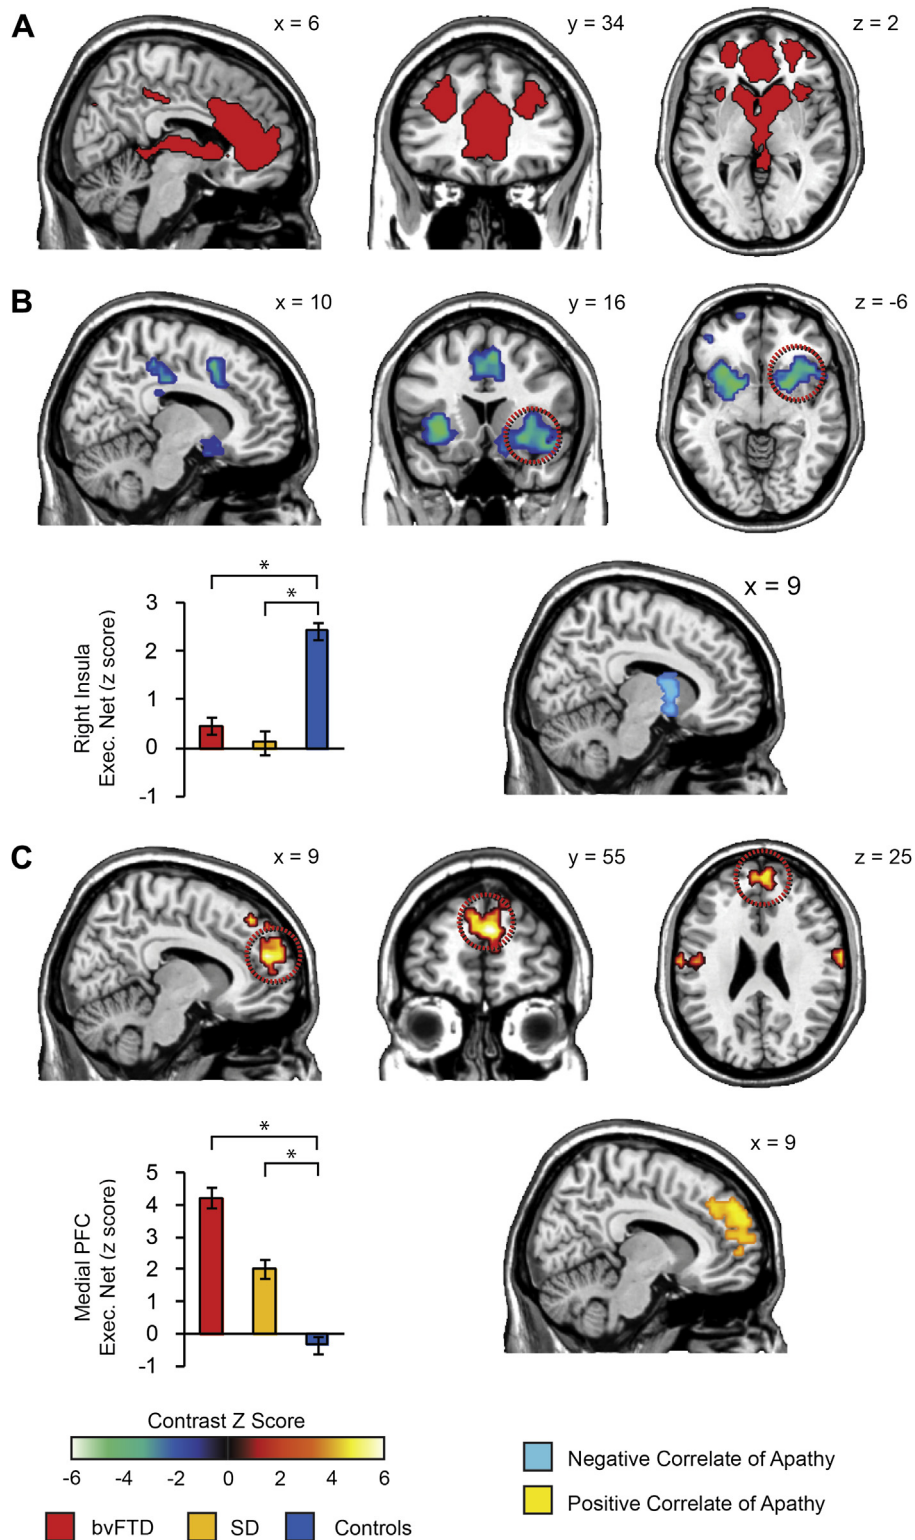 A
x = 6
y = 34
z = 2
B
x = 10
y = 16
z = -6
Right Insula
Exec. Net (z score)
3
2
1
0
-1
*
*
x = 9
C
x = 9
y = 55
z = 25
Medial PFC
Exec. Net (z score)
5
4
3
2
1
0
-1
*
*
x = 9
Contrast Z Score
-6 -4 -2 0 2 4 6
bvFTD SD Controls
Negative Correlate of Apathy
Positive Correlate of Apathy